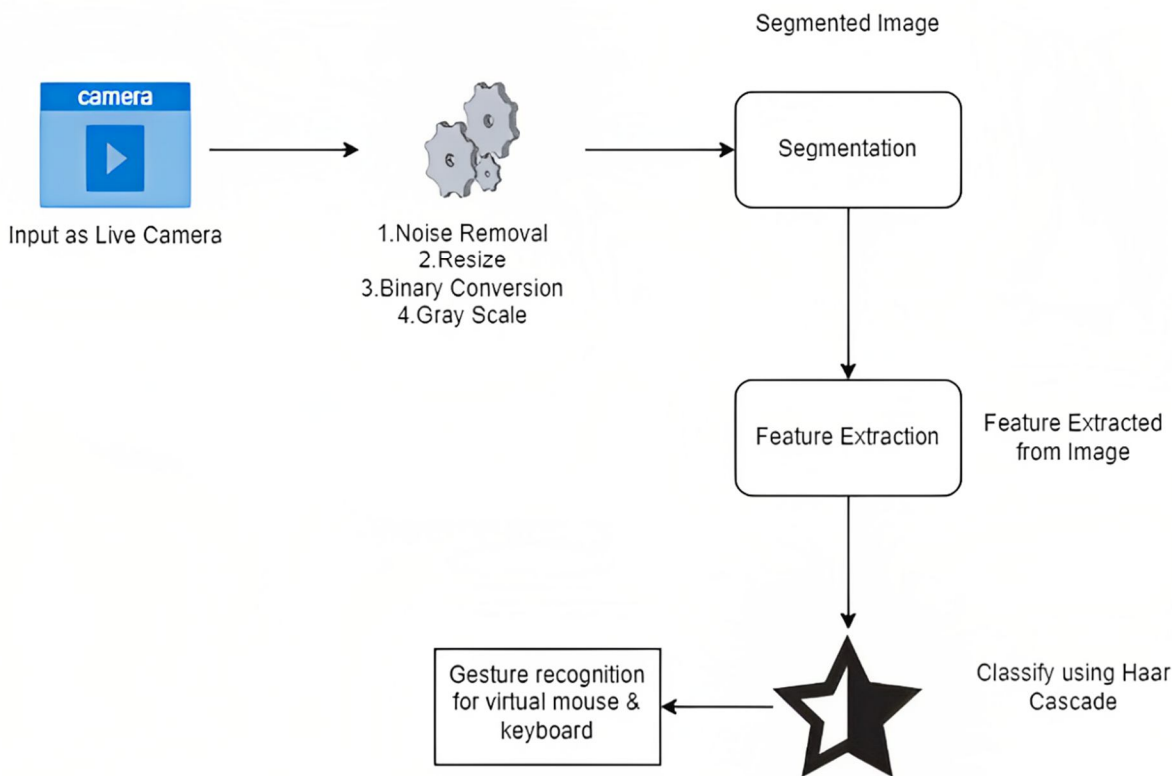 Segmented Image
camera
Segmentation
Input as Live Camera
1.Noise Removal
2.Resize
3.Binary Conversion
4.Gray Scale
Feature Extraction
Feature Extracted
from Image
Gesture recognition
for virtual mouse &
keyboard
Classify using Haar
Cascade